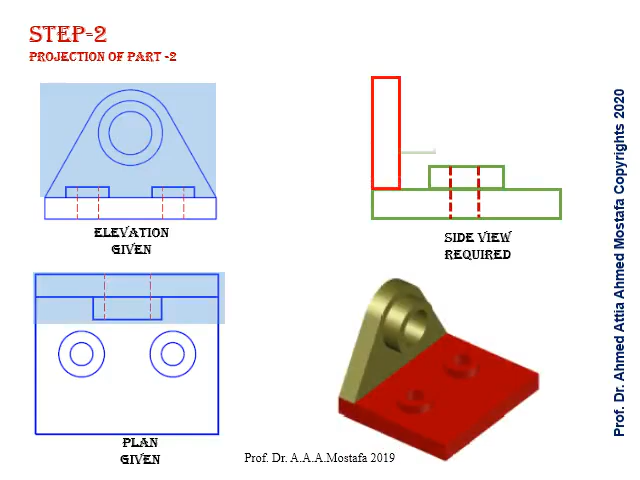 STEP-2
PROJECTION OF PART -2
ELEVATION
GIVEN
SIDE VIEW
REQUIRED
PLAN
GIVEN
Prof. Dr. A.A.A.Mostafa 2019
Prof. Dr. Ahmed Attia Ahmed Mostafa Copyrights 2020